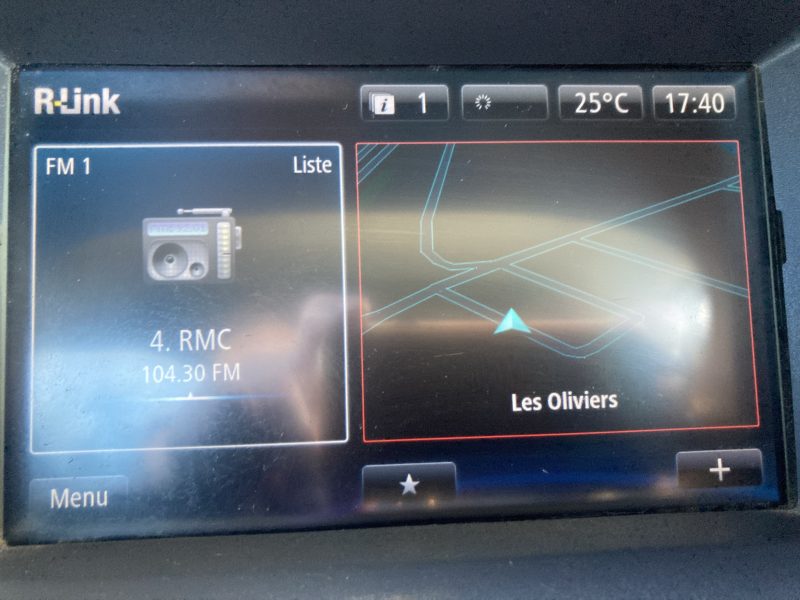 R-Link
i 1
25°C
17:40
FM 1
Liste
4. RMC
104.30 FM
Les Oliviers
Menu
+